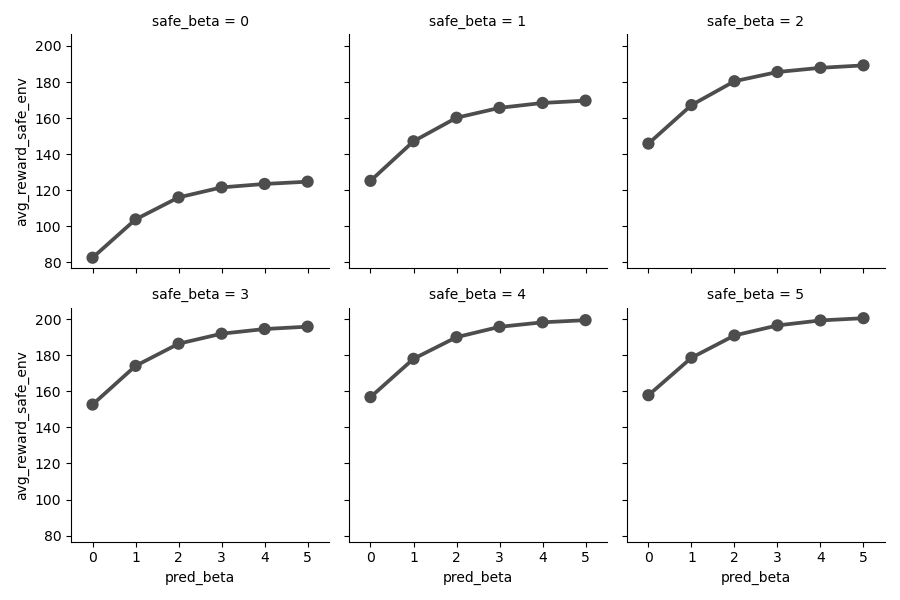 safe_beta = 0
safe_beta = 1
safe_beta = 2
200
180
160
140
120
100
80
avg_reward_safe_env
safe_beta = 3
safe_beta = 4
safe_beta = 5
200
180
160
140
120
100
80
avg_reward_safe_env
0 1 2 3 4 5
0 1 2 3 4 5
0 1 2 3 4 5
pred_beta
pred_beta
pred_beta